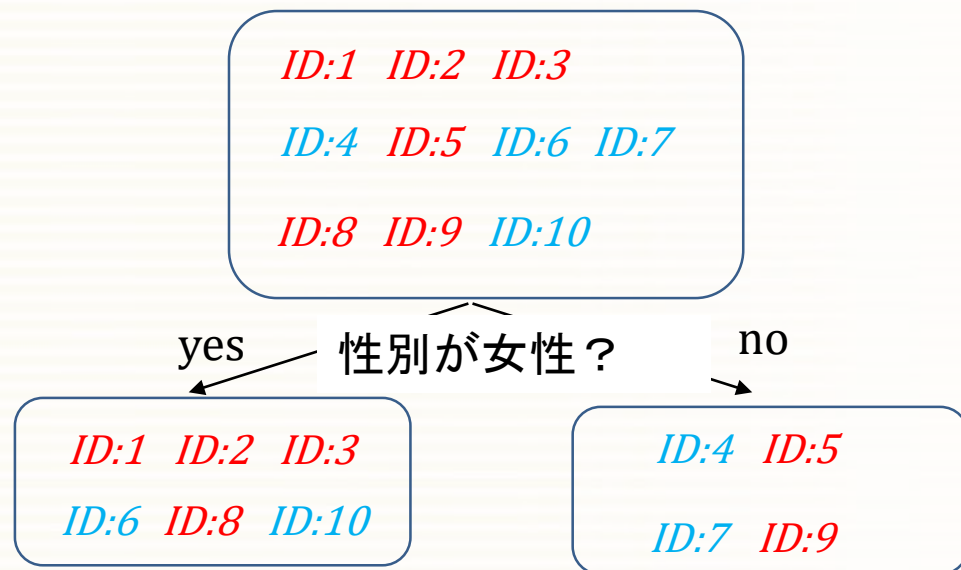 ID:1 ID:2 ID:3
ID:4 ID:5 ID:6 ID:7
ID:8 ID:9 ID:10
yes
性別が女性？
no
ID:1 ID:2 ID:3
ID:6 ID:8 ID:10
ID:4 ID:5
ID:7 ID:9